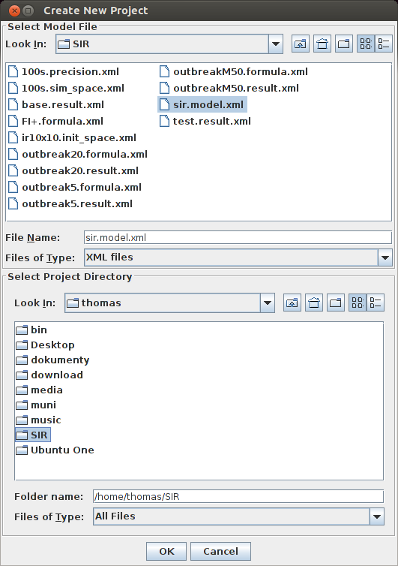 Create New Project
Select Model File
Look In: SIR
100s.precision.xml
100s.sim_space.xml
base.result.xml
FI+.formula.xml
ir10x10.init_space.xml
outbreak20.formula.xml
outbreak20.result.xml
outbreak5.formula.xml
outbreak5.result.xml
outbreakM50.formula.xml
outbreakM50.result.xml
sir.model.xml
test.result.xml
File Name: sir.model.xml
Files of Type: XML files
Select Project Directory
Look In: thomas
bin
Desktop
dokumenty
download
media
muni
music
SIR
Ubuntu One
Folder name: /home/thomas/SIR
Files of Type: All Files
OK Cancel